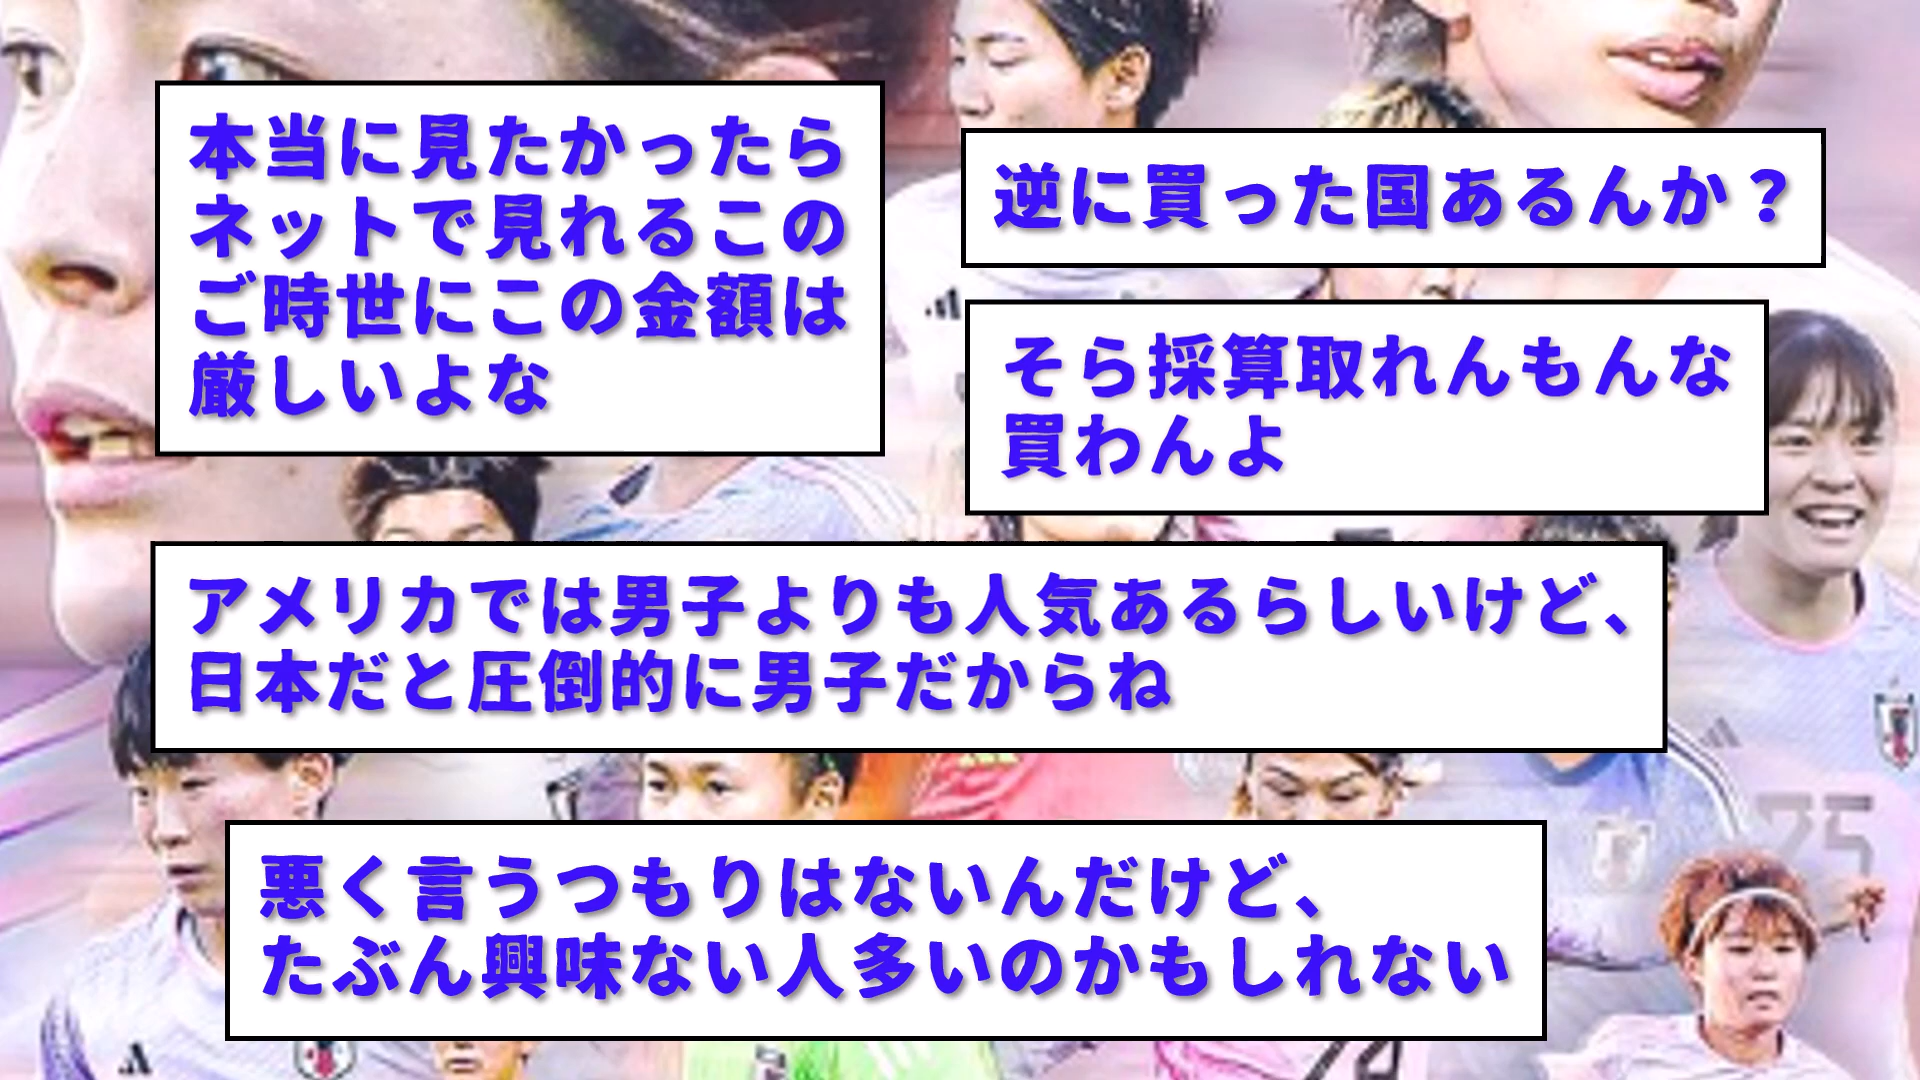 本当に見たかったら
ネットで見れるこの
ご時世にこの金額は
厳しいよな
逆に買った国あるんか？
そら採算取れんもんな
買わんよ
アメリカでは男子よりも人気あるらしいけど、
日本だと圧倒的に男子だからね
悪く言うつもりはないんだけど、
たぶん興味ない人多いのかもしれない
25